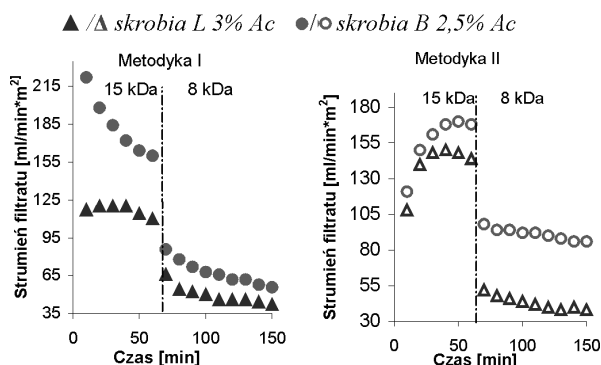 ▲/△ skrobia L 3% Ac ●/○ skrobia B 2,5% Ac
Metodyka I
15 kDa 8 kDa
Strumień filtratu [ml/min*m²]
215
185
155
125
95
65
35
0 50 100 150
Czas [min]
Metodyka II
15 kDa 8 kDa
Strumień filtratu [ml/min*m²]
180
155
130
105
80
55
30
0 50 100 150
Czas [min]